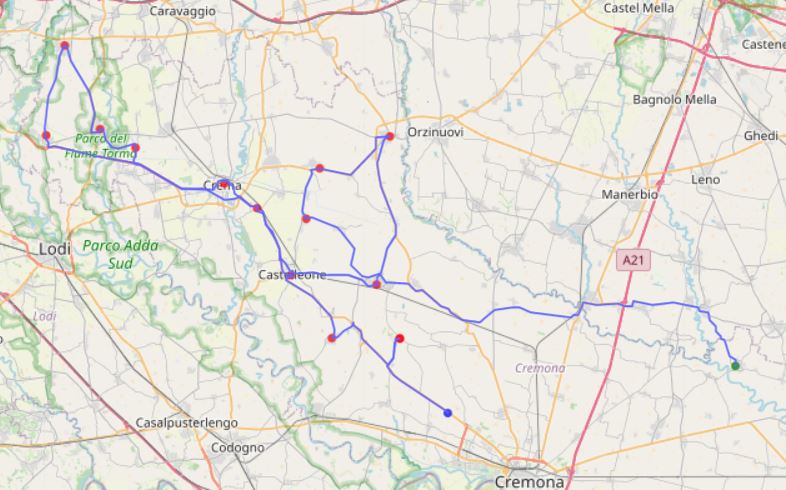 Caravaggio
Castel Mella
Castene
Bagnolo Mella
Orzinuovi
Ghedi
Parco del
Fiume Tormo
Crema
Leno
Manerbio
Lodi
Parco Adda
Sud
A21
Castelleone
Lodi
Cremona
Casalpusterlengo
Codogno
Cremona